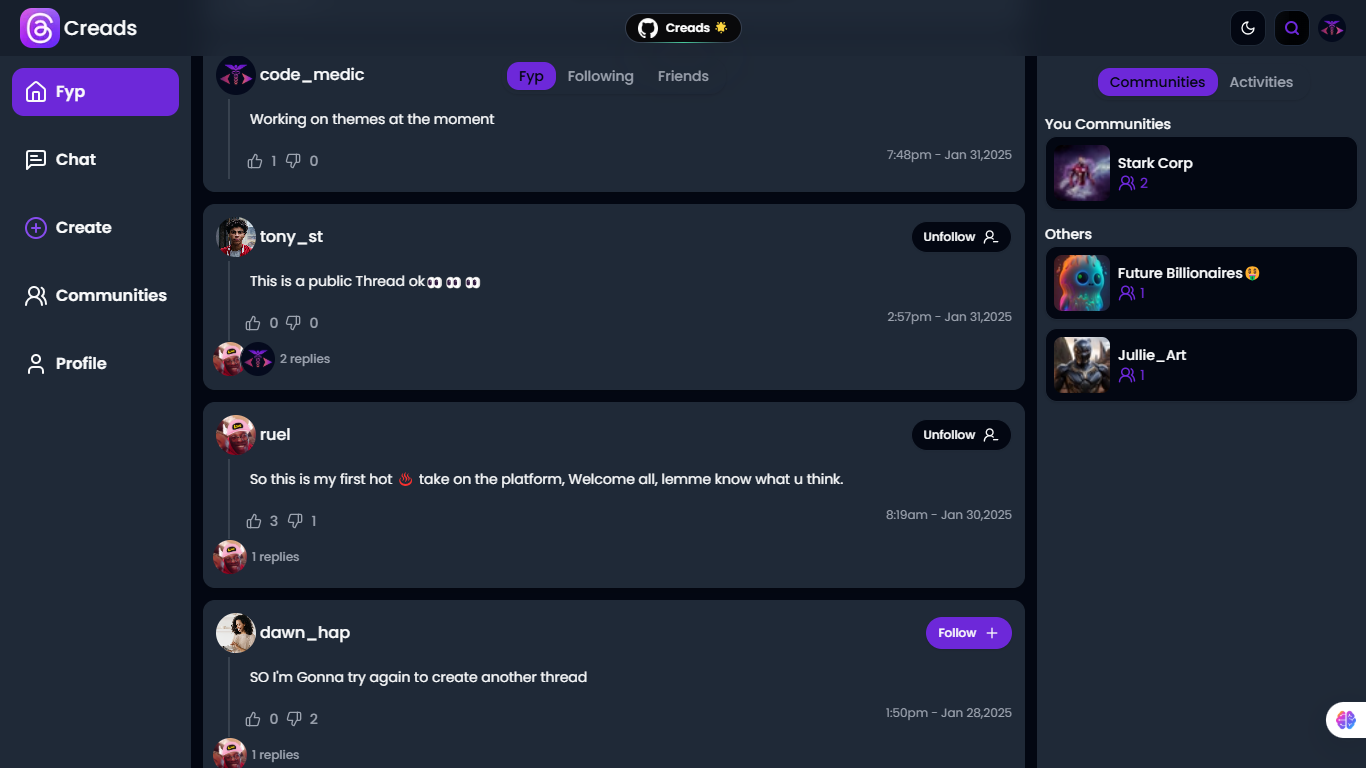 Creads
Creads 🌟
Fyp
Chat
Create
Communities
Profile
Fyp Following Friends
code_medic
Working on themes at the moment
1 0
7:48pm - Jan 31,2025
tony_st
Unfollow
This is a public Thread ok👀👀👀
0 0
2:57pm - Jan 31,2025
2 replies
ruel
Unfollow
So this is my first hot ♨️ take on the platform, Welcome all, lemme know what u think.
3 1
8:19am - Jan 30,2025
1 replies
dawn_hap
Follow
SO I'm Gonna try again to create another thread
0 2
1:50pm - Jan 28,2025
1 replies
Communities Activities
You Communities
Stark Corp
2
Others
Future Billionaires🤑
1
Jullie_Art
1